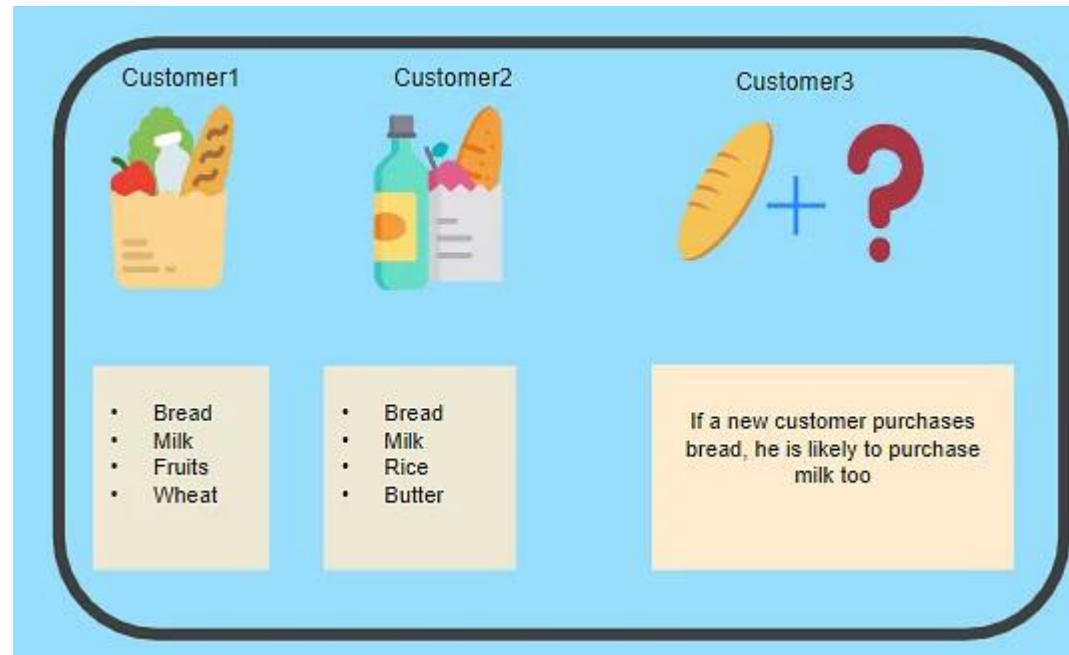 Customer1
Customer2
Customer3
• Bread
• Milk
• Fruits
• Wheat
• Bread
• Milk
• Rice
• Butter
If a new customer purchases
bread, he is likely to purchase
milk too